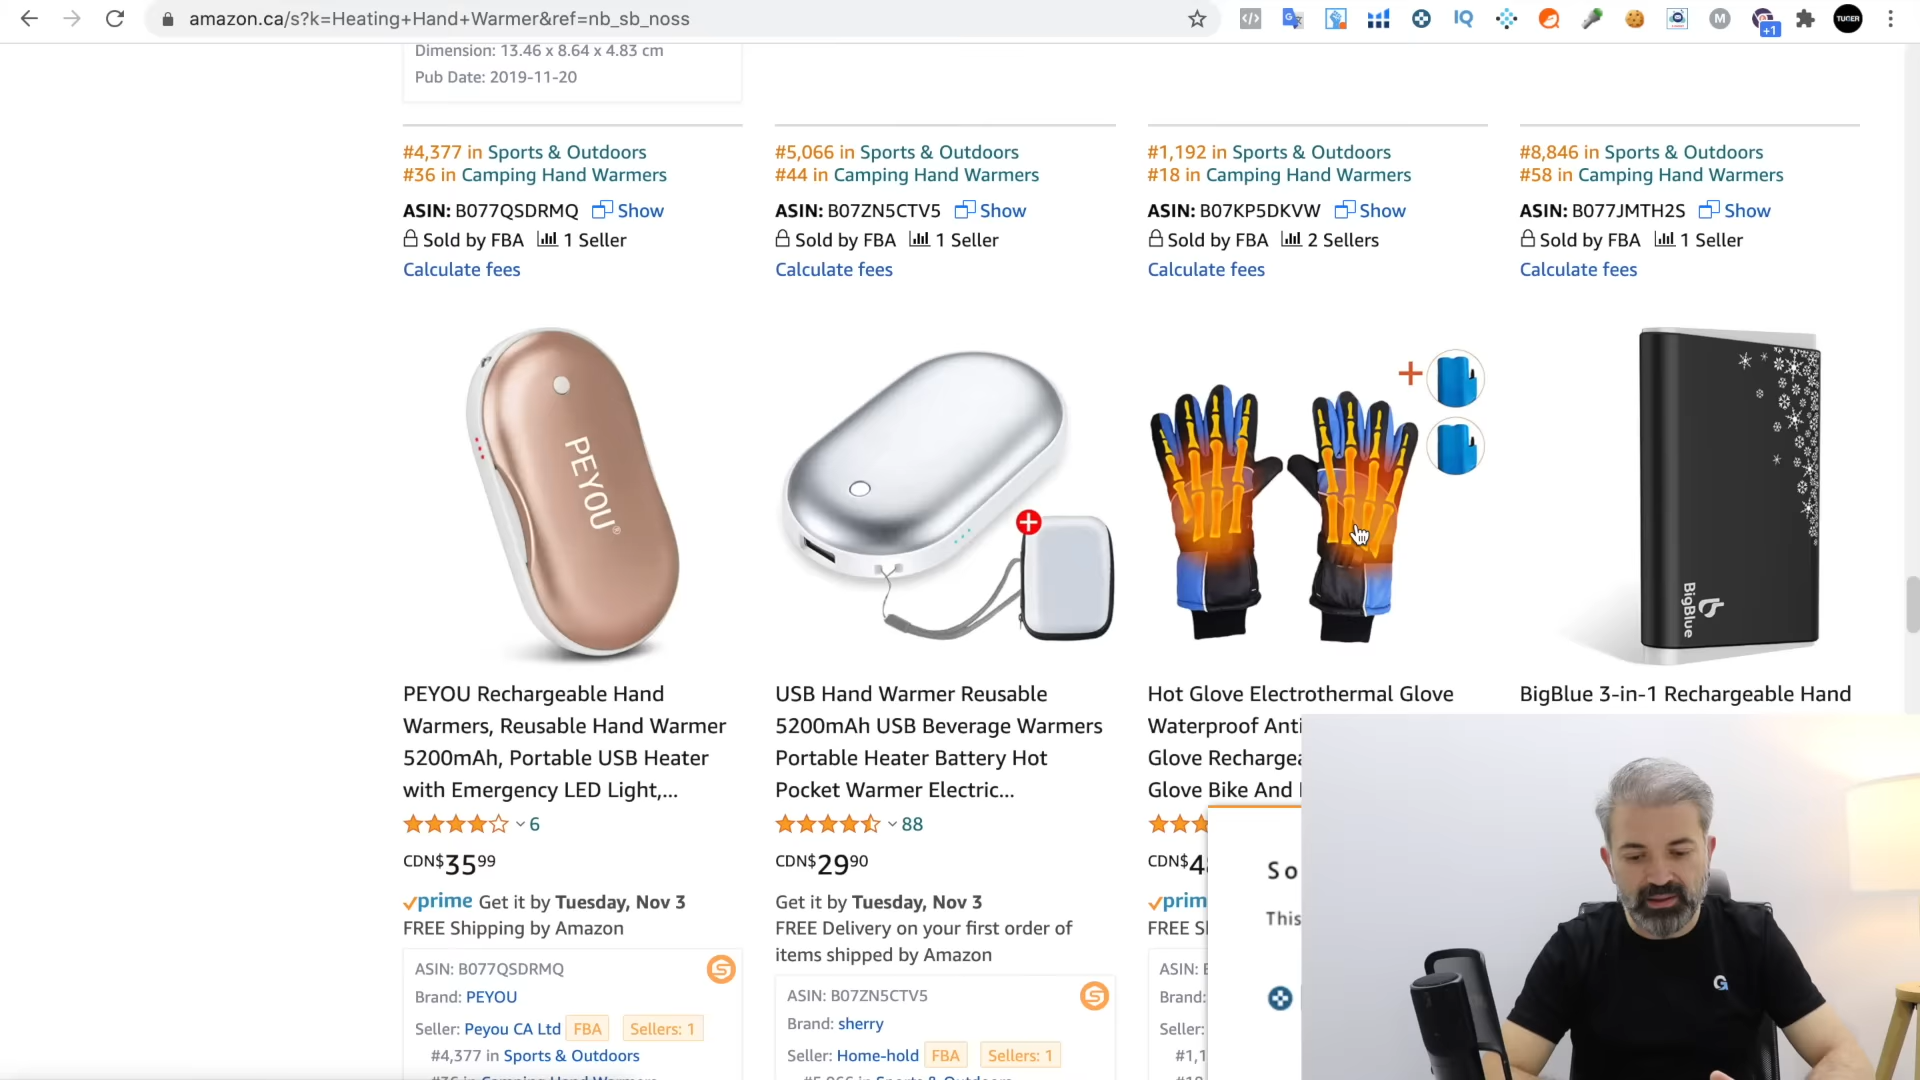 amazon.ca/s?k=Heating+Hand+Warmer&ref=nb_sb_noss
IQ
M
+1
TUNER
Dimension: 13.46 x 8.64 x 4.83 cm
Pub Date: 2019-11-20
#4,377 in Sports & Outdoors
#36 in Camping Hand Warmers
ASIN: B077QSDRMQ Show
Sold by FBA 1 Seller
Calculate fees
#5,066 in Sports & Outdoors
#44 in Camping Hand Warmers
ASIN: B07ZN5CTV5 Show
Sold by FBA 1 Seller
Calculate fees
#1,192 in Sports & Outdoors
#18 in Camping Hand Warmers
ASIN: B07KP5DKVW Show
Sold by FBA 2 Sellers
Calculate fees
#8,846 in Sports & Outdoors
#58 in Camping Hand Warmers
ASIN: B077JMTH2S Show
Sold by FBA 1 Seller
Calculate fees
PEYOU®
BigBlue
PEYOU Rechargeable Hand
Warmers, Reusable Hand Warmer
5200mAh, Portable USB Heater
with Emergency LED Light,...
6
CDN$ 35 99
prime Get it by Tuesday, Nov 3
FREE Shipping by Amazon
ASIN: B077QSDRMQ
Brand: PEYOU
Seller: Peyou CA Ltd FBA Sellers: 1
#4,377 in Sports & Outdoors
USB Hand Warmer Reusable
5200mAh USB Beverage Warmers
Portable Heater Battery Hot
Pocket Warmer Electric...
88
CDN$ 29 90
Get it by Tuesday, Nov 3
FREE Delivery on your first order of
items shipped by Amazon
ASIN: B07ZN5CTV5
Brand: sherry
Seller: Home-hold FBA Sellers: 1
Hot Glove Electrothermal Glove
Waterproof Anti
Glove Recharge
Glove Bike And
CDN$
prim
FREE S
ASIN:
Brand:
Seller:
#1,1
So
This
BigBlue 3-in-1 Rechargeable Hand
G